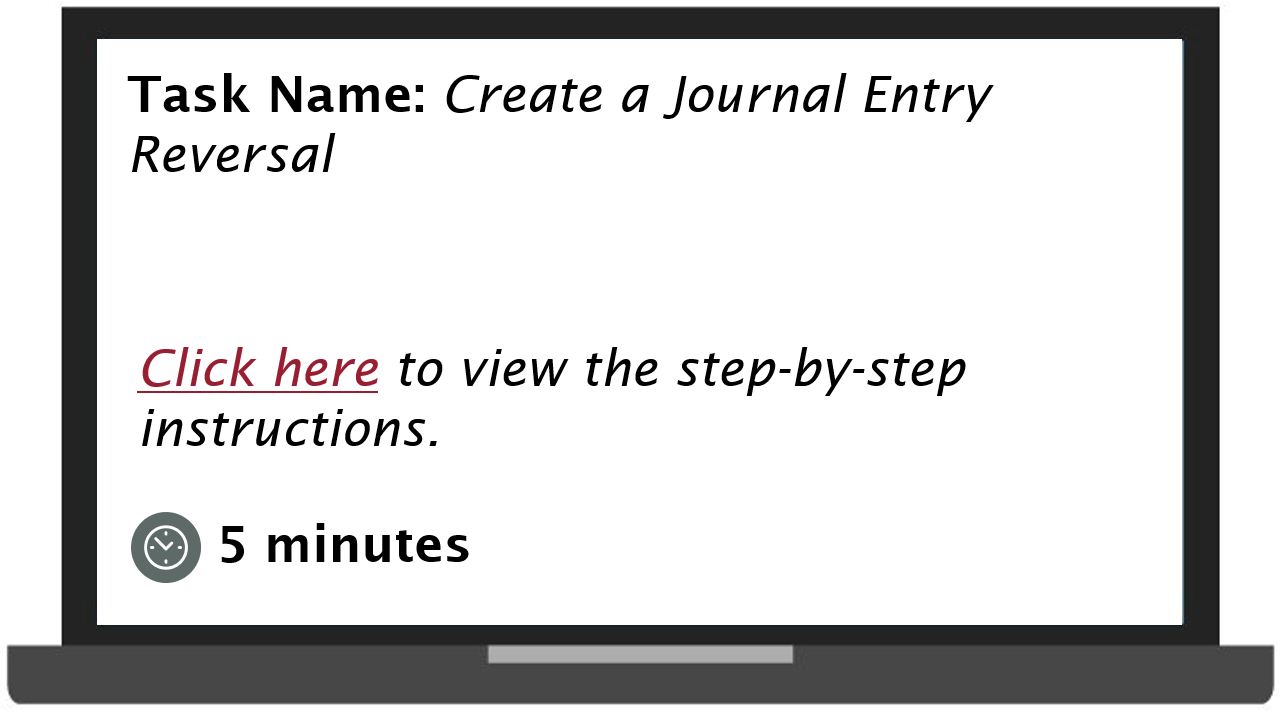 Task Name: Create a Journal Entry
Reversal
Click here to view the step-by-step
instructions.
5 minutes